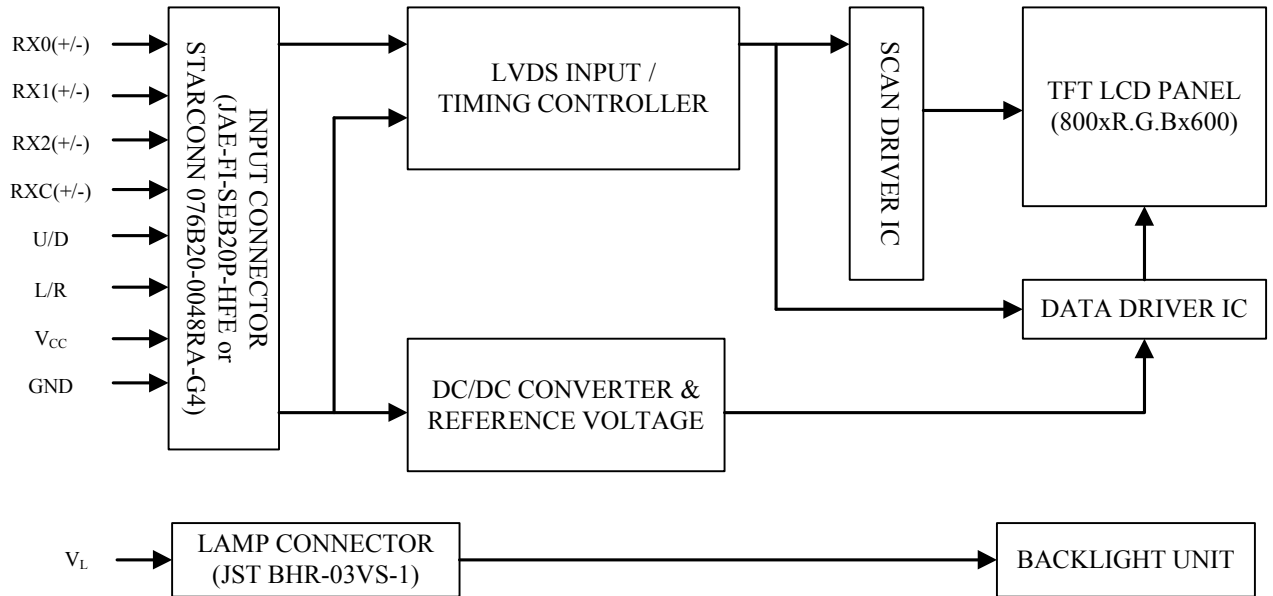 RX0(+/-)
RX1(+/-)
RX2(+/-)
RXC(+/-)
U/D
L/R
VCC
GND
INPUT CONNECTOR
(JAE-FI-SEB20P-HFE or
STARCONN 076B20-0048RA-G4)
LVDS INPUT /
TIMING CONTROLLER
SCAN DRIVER IC
TFT LCD PANEL
(800xR.G.Bx600)
DATA DRIVER IC
DC/DC CONVERTER &
REFERENCE VOLTAGE
VL
LAMP CONNECTOR
(JST BHR-03VS-1)
BACKLIGHT UNIT